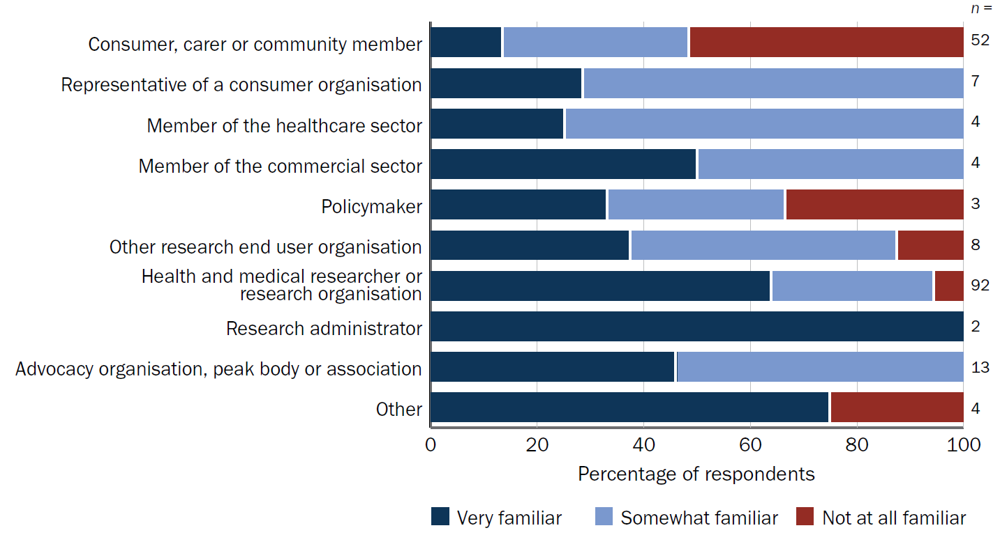 n =
Consumer, carer or community member 52
Representative of a consumer organisation 7
Member of the healthcare sector 4
Member of the commercial sector 4
Policymaker 3
Other research end user organisation 8
Health and medical researcher or
research organisation 92
Research administrator 2
Advocacy organisation, peak body or association 13
Other 4
0 20 40 60 80 100
Percentage of respondents
Very familiar Somewhat familiar Not at all familiar